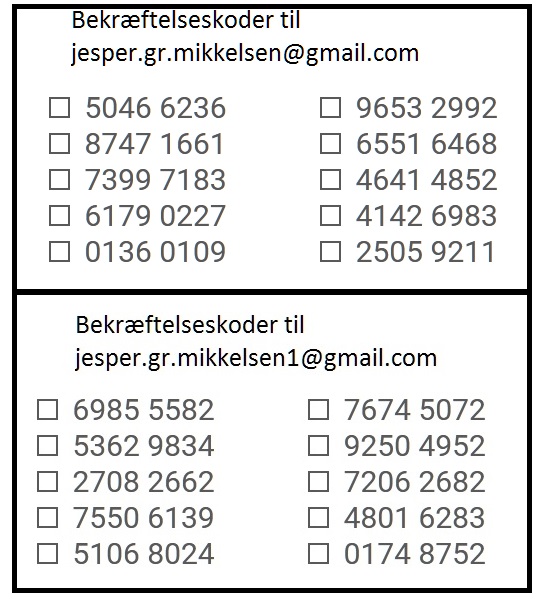 Bekræftelseskoder til
jesper.gr.mikkelsen@gmail.com
5046 6236 9653 2992
8747 1661 6551 6468
7399 7183 4641 4852
6179 0227 4142 6983
0136 0109 2505 9211
Bekræftelseskoder til
jesper.gr.mikkelsen1@gmail.com
6985 5582 7674 5072
5362 9834 9250 4952
2708 2662 7206 2682
7550 6139 4801 6283
5106 8024 0174 8752